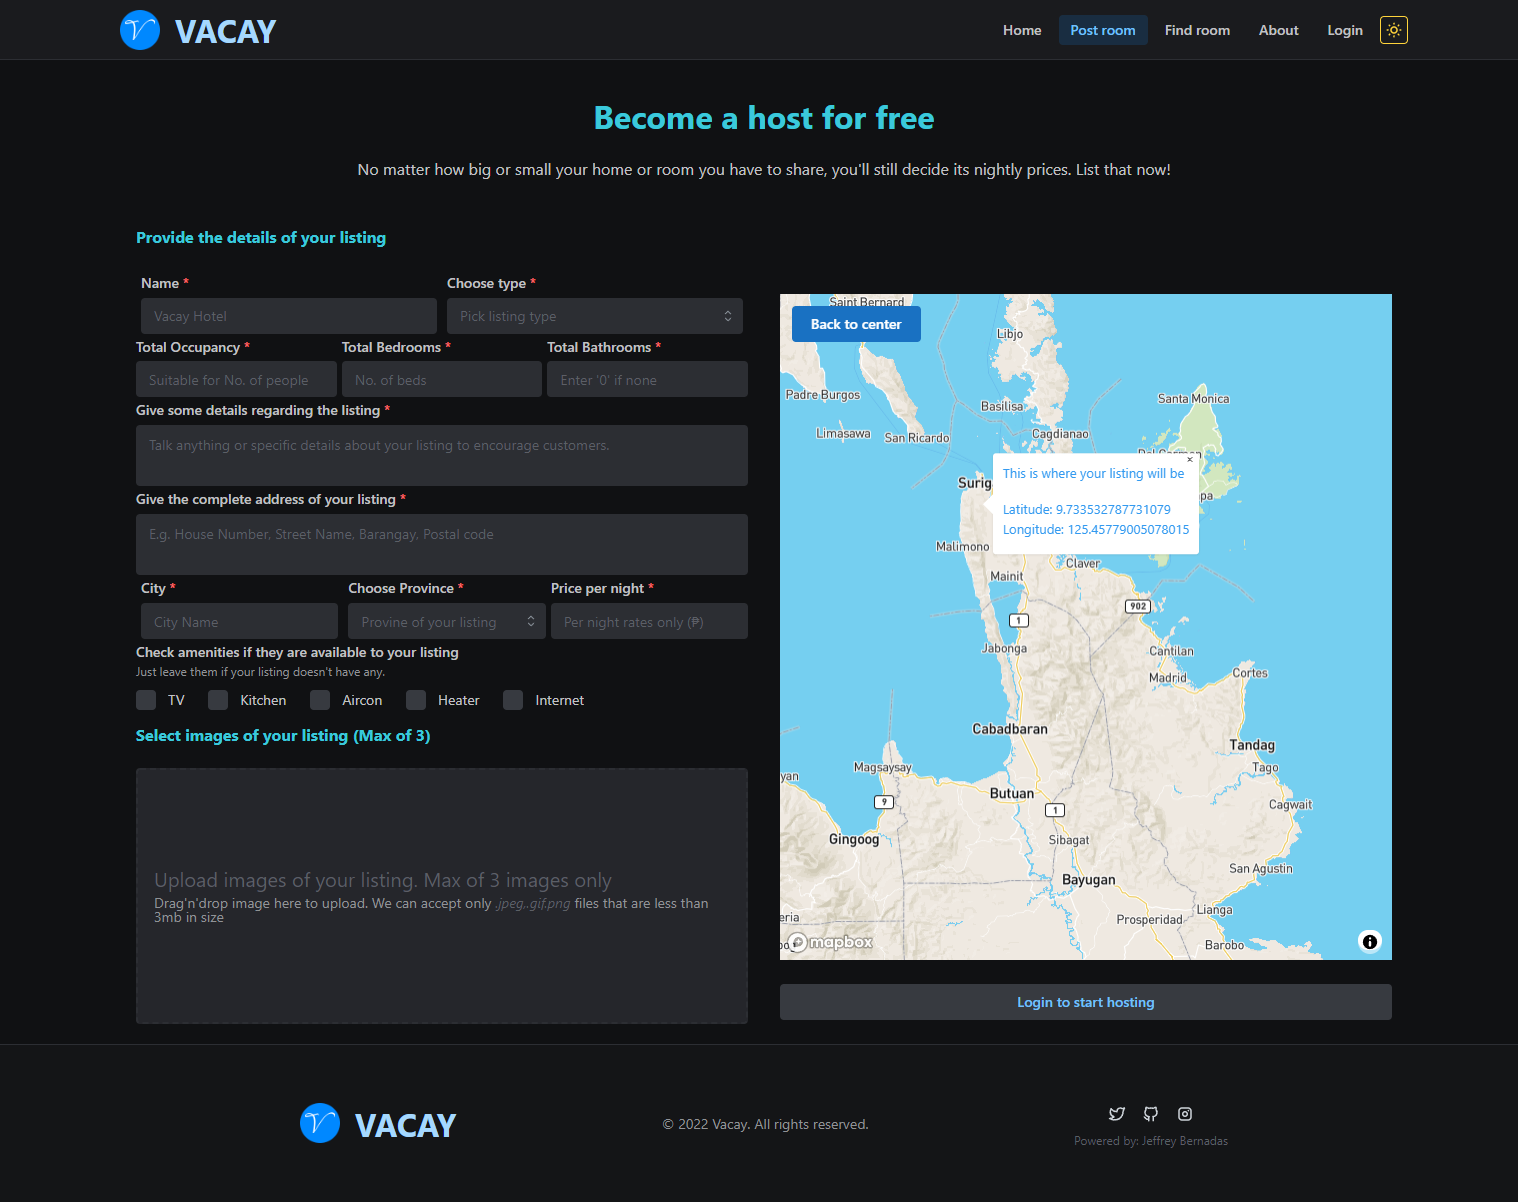 VACAY
Home
Post room
Find room
About
Login
Become a host for free
No matter how big or small your home or room you have to share, you'll still decide its nightly prices. List that now!
Provide the details of your listing
Name *
Choose type *
Vacay Hotel
Pick listing type
Total Occupancy *
Total Bedrooms *
Total Bathrooms *
Suitable for No. of people
No. of beds
Enter '0' if none
Give some details regarding the listing *
Talk anything or specific details about your listing to encourage customers.
Give the complete address of your listing *
E.g. House Number, Street Name, Barangay, Postal code
City *
Choose Province *
Price per night *
City Name
Provine of your listing
Per night rates only (₱)
Check amenities if they are available to your listing
Just leave them if your listing doesn't have any.
TV
Kitchen
Aircon
Heater
Internet
Select images of your listing (Max of 3)
Upload images of your listing. Max of 3 images only
Drag'n'drop image here to upload. We can accept only .jpeg,.gif.png files that are less than
3mb in size
Saint Bernard
Back to center
Libjo
Padre Burgos
Basilisa
Santa Monica
Limasawa
San Ricardo
Cagdianao
This is where your listing will be
Surig
pa
Latitude: 9.733532787731079
Longitude: 125.45779005078015
Malimono
Claver
Mainit
902
1
Jabonga
Cantilan
Madrid
Cortes
Cabadbaran
Tandag
Magsaysay
Tago
yan
Butuan
9
1
Cagwait
Gingoog
Sibagat
San Agustin
Bayugan
Lianga
eria
Prosperidad
mapbox
Barobo
Login to start hosting
VACAY
© 2022 Vacay. All rights reserved.
Powered by: Jeffrey Bernadas